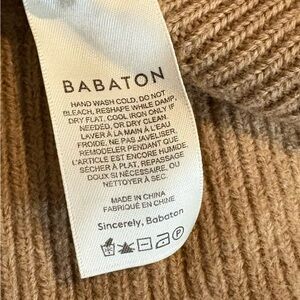 BABATON
HAND WASH COLD, DO NOT
BLEACH, RESHAPE WHILE DAMP,
DRY FLAT, COOL IRON ONLY IF
NEEDED, OR DRY CLEAN.
LAVER À LA MAIN À L'EAU
FROIDE, NE PAS JAVELISER,
REMODELER PENDANT QUE
L'ARTICLE EST ENCORE HUMIDE,
SÉCHER À PLAT, REPASSAGE
DOUX SI NÉCESSAIRE, OU
NETTOYER À SEC.
MADE IN CHINA
FABRIQUÉ EN CHINE
Sincerely, Babaton